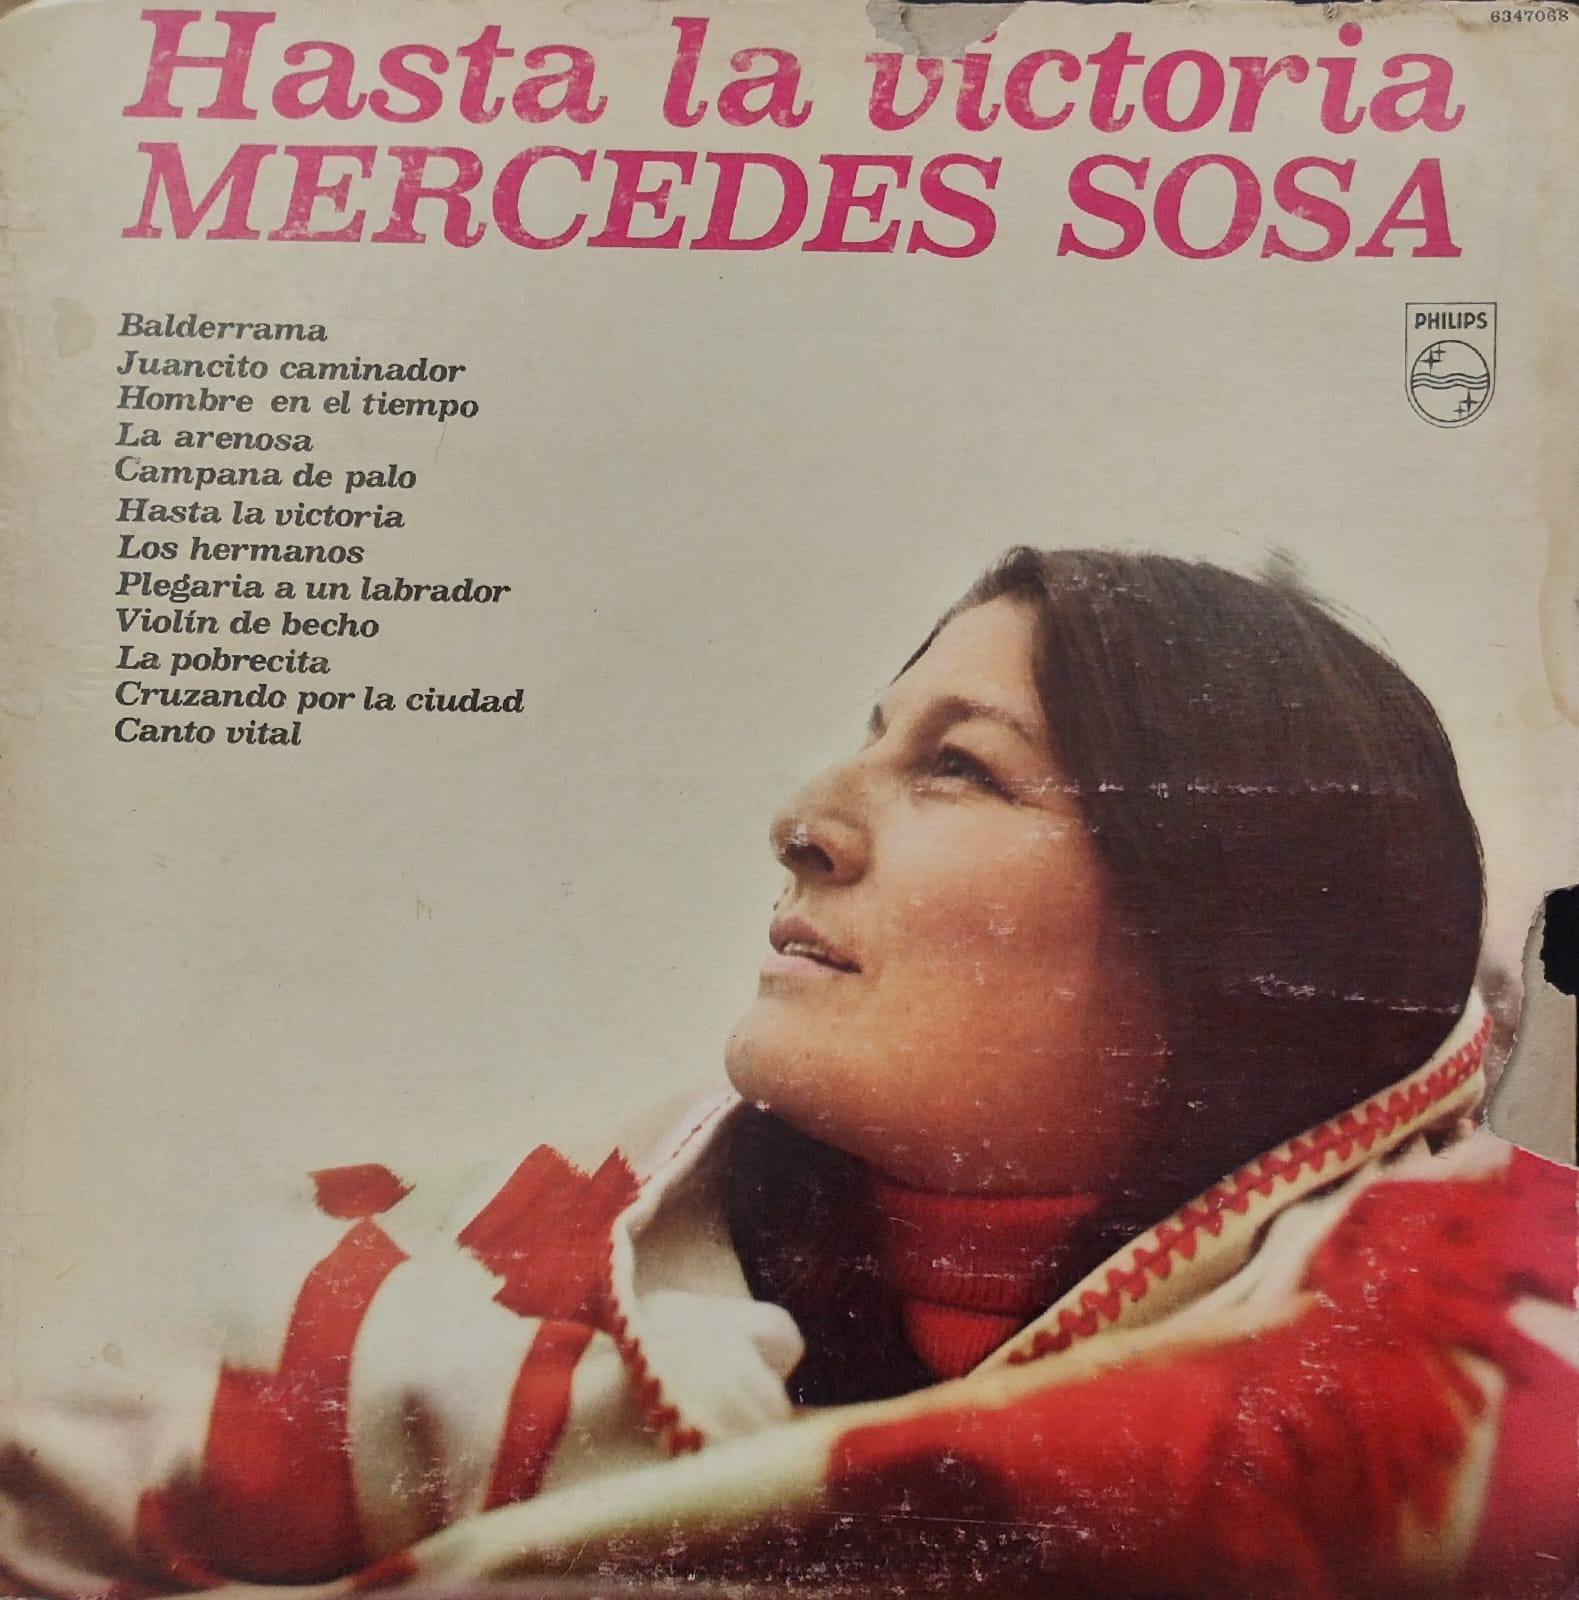 6347068
Hasta la victoria
MERCEDES SOSA
PHILIPS
Balderrama
Juancito caminador
Hombre en el tiempo
La arenosa
Campana de palo
Hasta la victoria
Los hermanos
Plegaria a un labrador
Violín de becho
La pobrecita
Cruzando por la ciudad
Canto vital